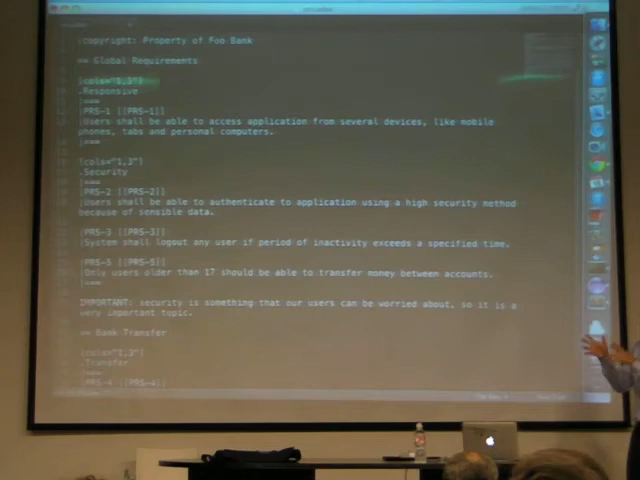 :copyright: Property of Foo Bank
== Global Requirements
[cols="1,3"]
.Responsive
|===
|PRS-1 [[PRS-1]]
|Users shall be able to access application from several devices, like mobile
phones, tabs and personal computers.
|===
[cols="1,3"]
.Security
|===
|PRS-2 [[PRS-2]]
|Users shall be able to authenticate to application using a high security method
because of sensible data.
|PRS-3 [[PRS-3]]
|System shall logout any user if period of inactivity exceeds a specified time.
|PRS-5 [[PRS-5]]
|Only users older than 17 should be able to transfer money between accounts.
|===
IMPORTANT: security is something that our users can be worried about, so it is a
very important topic.
== Bank Transfer
[cols="1,3"]
.Transfer
|===
|PRS-4 [[PRS-4]]